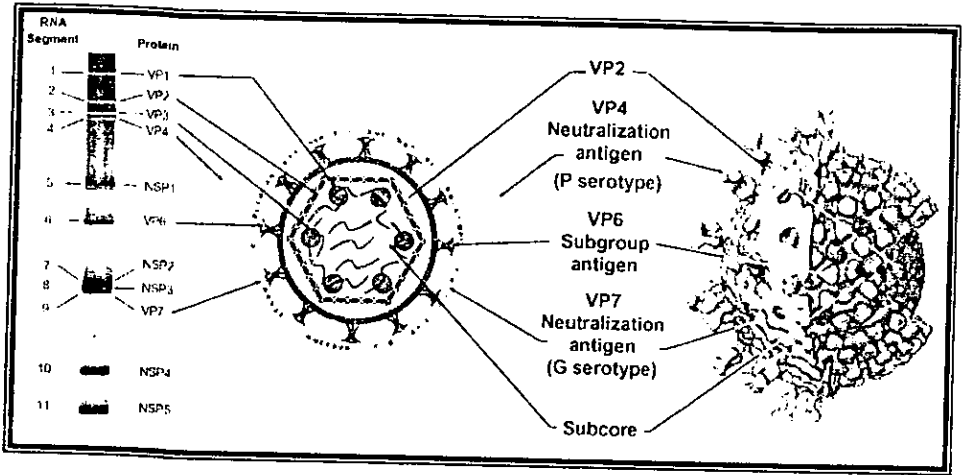 RNA
Segment
Protein
1
VP1
2
VP2
3
VP3
4
VP4
5
NSP1
6
VP6
7
NSP2
8
NSP3
9
VP7
10
NSP4
11
NSP5
VP2
VP4
Neutralization
antigen
(P serotype)
VP6
Subgroup
antigen
VP7
Neutralization
antigen
(G serotype)
Subcore